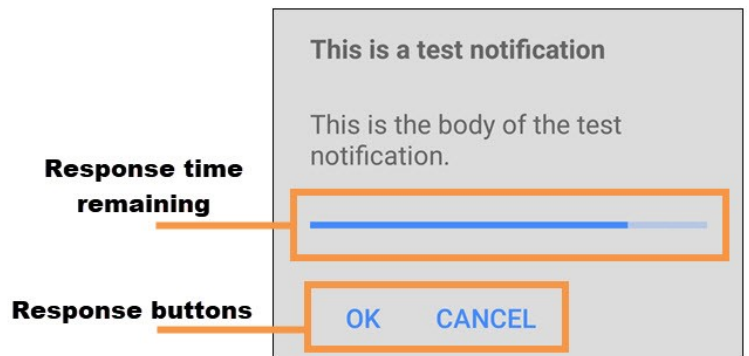 This is a test notification
This is the body of the test
notification.
Response time
remaining
Response buttons
OK CANCEL